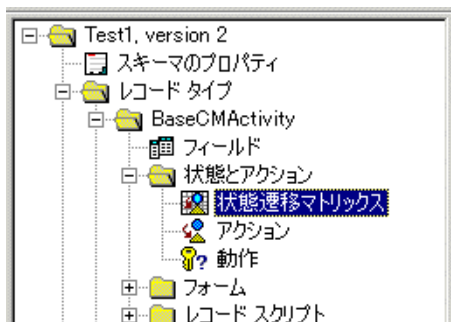 Test1, version 2
スキーマのプロパティ
レコード タイプ
BaseCMActivity
フィールド
状態とアクション
状態遷移マトリックス
アクション
動作
フォーム
レコード スクリプト